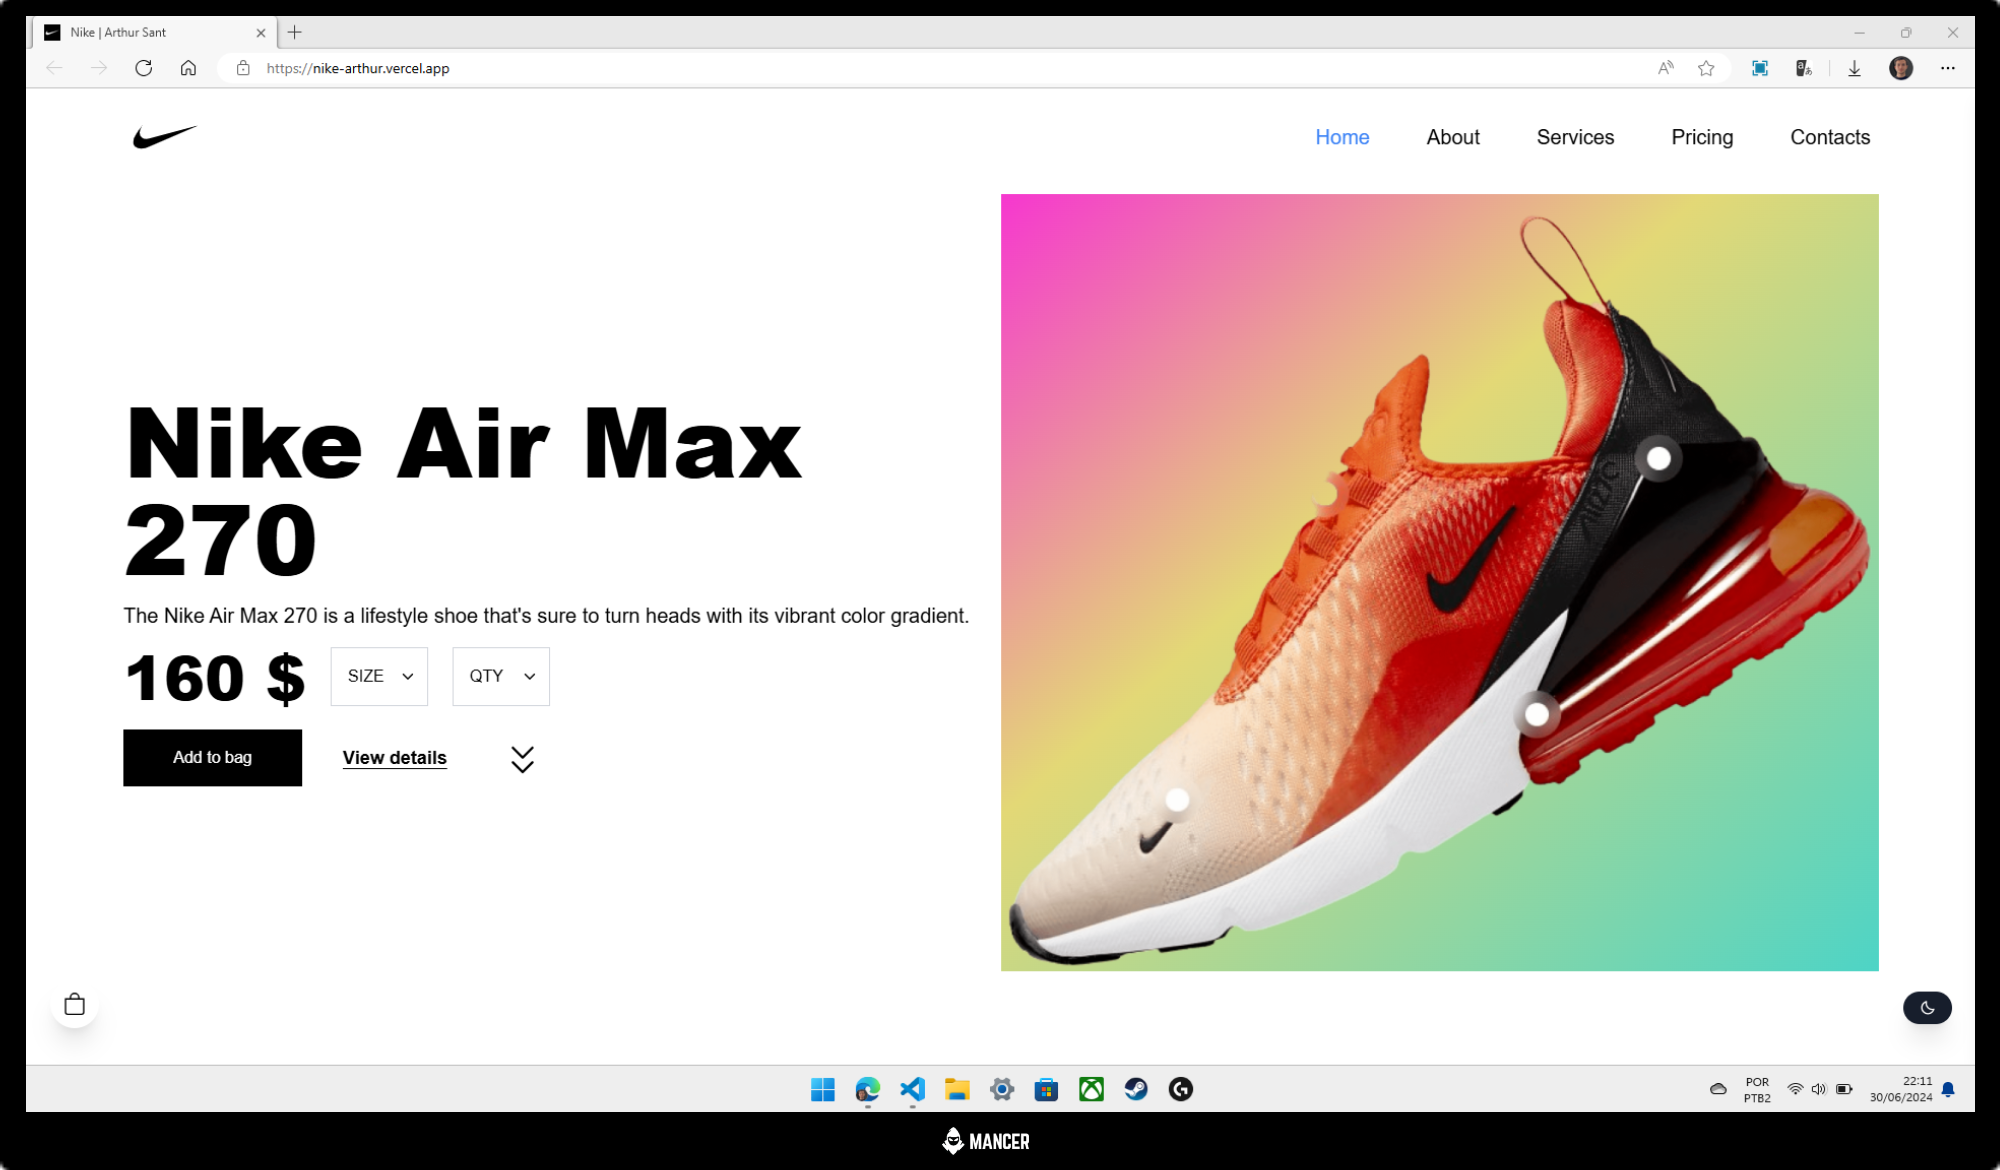 Nike | Arthur Sant
https://nike-arthur.vercel.app
Home About Services Pricing Contacts
Nike Air Max
270
The Nike Air Max 270 is a lifestyle shoe that's sure to turn heads with its vibrant color gradient.
160 $ SIZE QTY
Add to bag View details
POR
PTB2
22:11
30/06/2024
MANCER